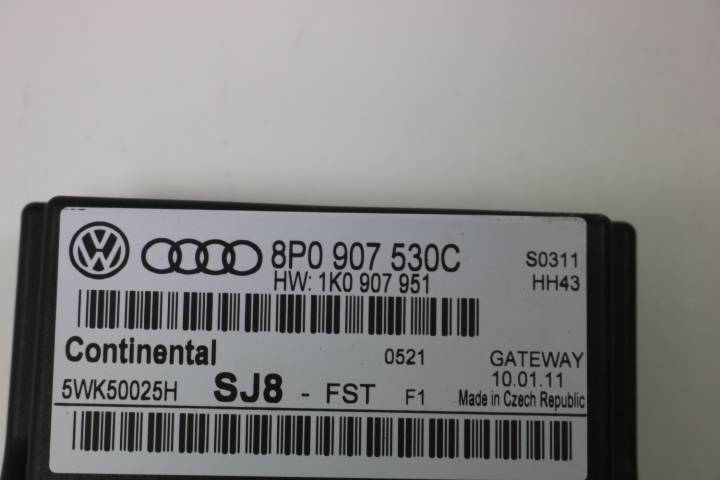 8P0 907 530C S0311
HW: 1K0 907 951 HH43
Continental 0521 GATEWAY
5WK50025H SJ8 - FST F1 10.01.11
Made in Czech Republic